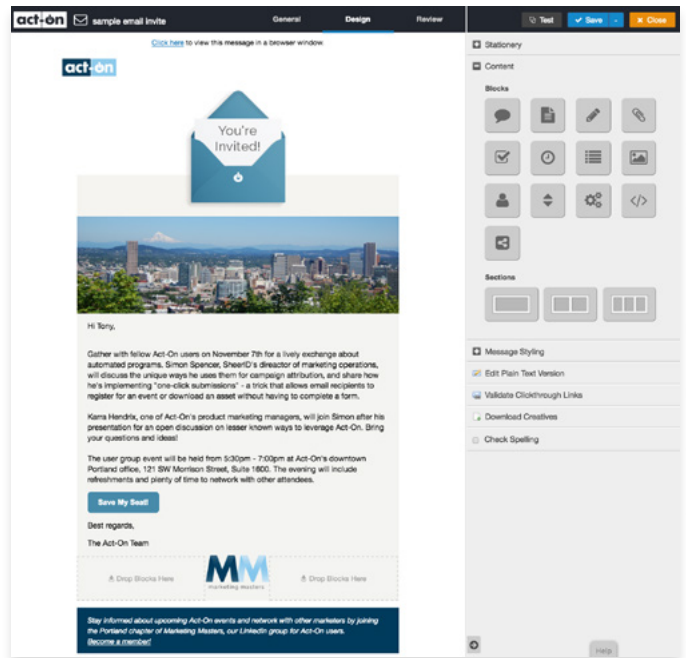 act-on sample email invite General Design Review Test Save Close
Click here to view this message in a browser window.
act-on
You're
Invited!
Hi Tony,
Gather with fellow Act-On users on November 7th for a lively exchange about
automated programs. Simon Spencer, SheerID's direactor of marketing operations,
will discuss the unique ways he uses them for campaign attribution, and share how
he's implementing "one-click submissions" - a trick that allows email recipients to
register for an event or download an asset without having to complete a form.
Karra Hendrix, one of Act-On's product marketing managers, will join Simon after his
presentation for an open discussion on lesser known ways to leverage Act-On. Bring
your questions and ideas!
The user group event will be held from 5:30pm - 7:00pm at Act-On's downtown
Portland office, 121 SW Morrison Street, Suite 1600. The evening will include
refreshments and plenty of time to network with other attendees.
Save My Seat!
Best regards,
The Act-On Team
Drop Blocks Here
MM
marketing masters
Drop Blocks Here
Stay informed about upcoming Act-On events and network with other marketers by joining
the Portland chapter of Marketing Masters, our LinkedIn group for Act-On users.
Become a member!
Stationery
Content
Blocks
Sections
Message Styling
Edit Plain Text Version
Validate Clickthrough Links
Download Creatives
Check Spelling
Help